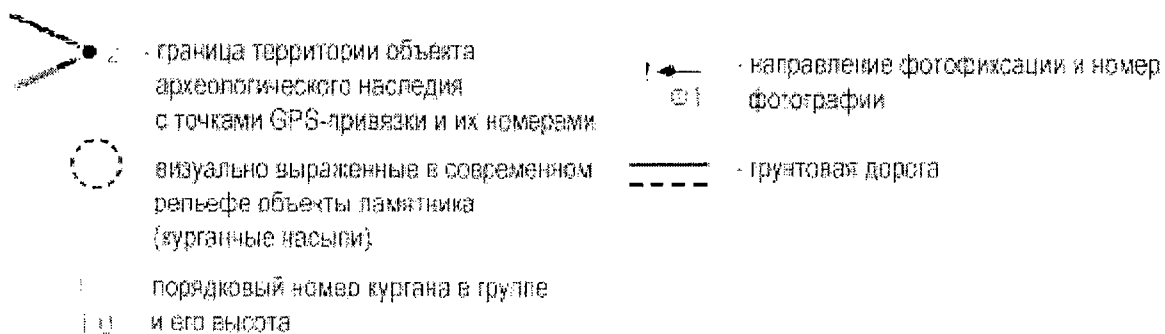 2 - граница территории объекта
археологического наследия
с точками GPS-привязки и их номерами
визуально выраженные в современном
рельефе объекты памятника
(курганные насыпи)
порядковый номер кургана в группе
и его высота
- направление фотофиксации и номер
фотографии
- грунтовая дорога